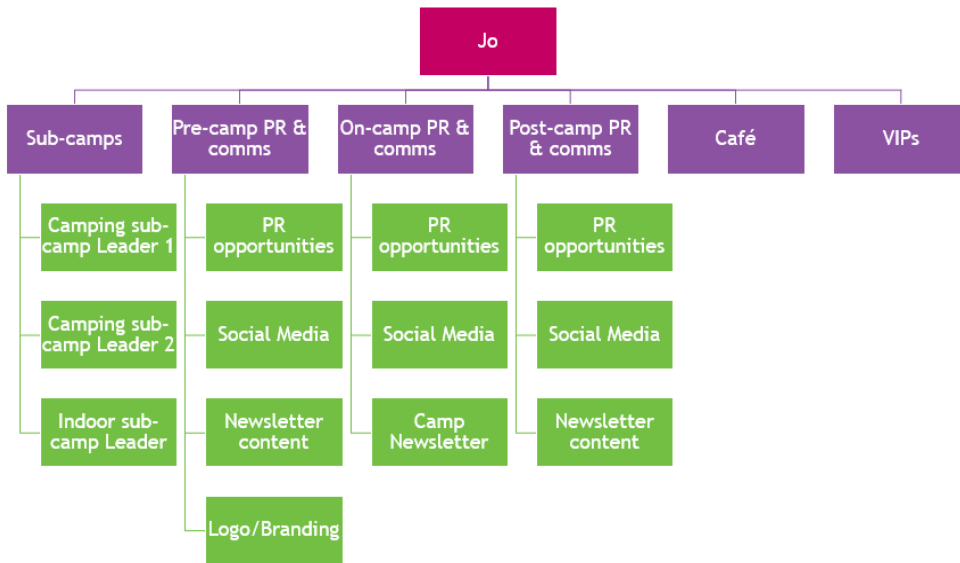 Jo
Sub-camps
Pre-camp PR &
comms
On-camp PR &
comms
Post-camp PR
& comms
Café
VIPs
Camping sub-
camp Leader 1
PR
opportunities
PR
opportunities
PR
opportunities
Camping sub-
camp Leader 2
Social Media
Social Media
Social Media
Indoor sub-
camp Leader
Newsletter
content
Camp
Newsletter
Newsletter
content
Logo/Branding